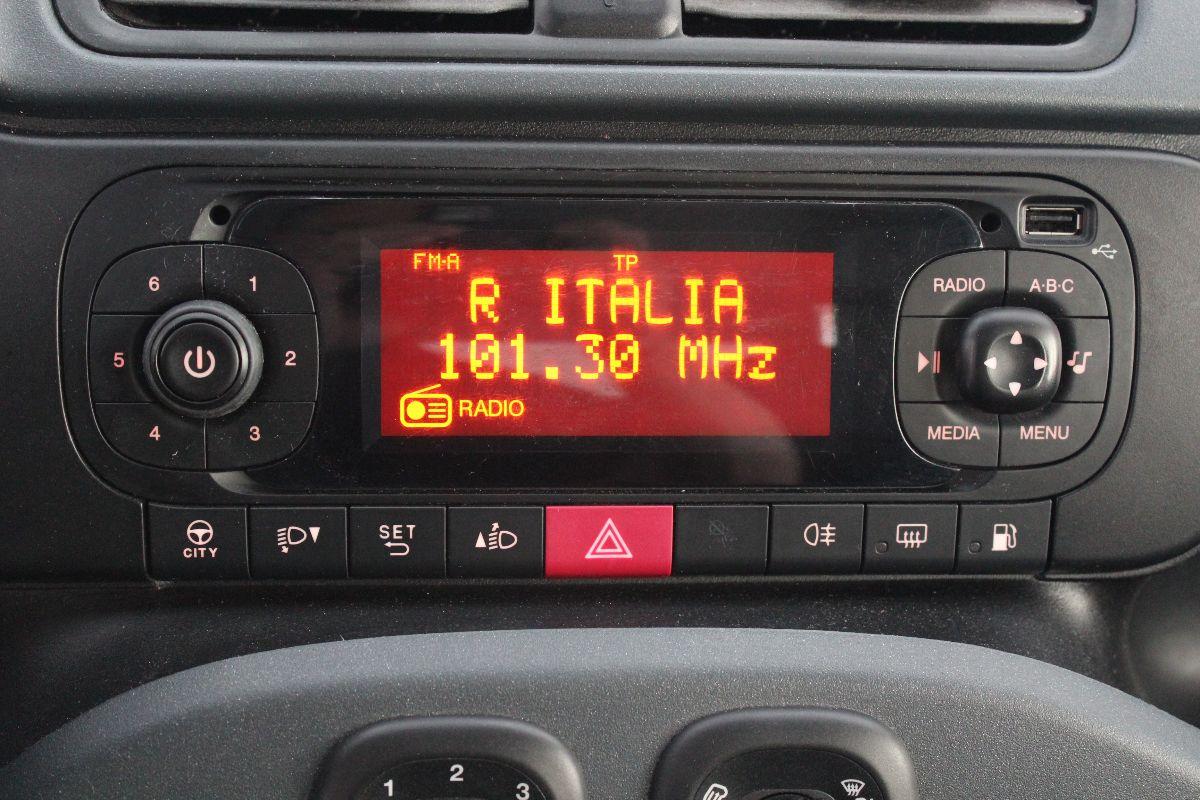 FM-A TP
R ITALIA
101.30 MHz
RADIO
6 1
5 2
4 3
RADIO A·B·C
MEDIA MENU
CITY SET
1 2 3